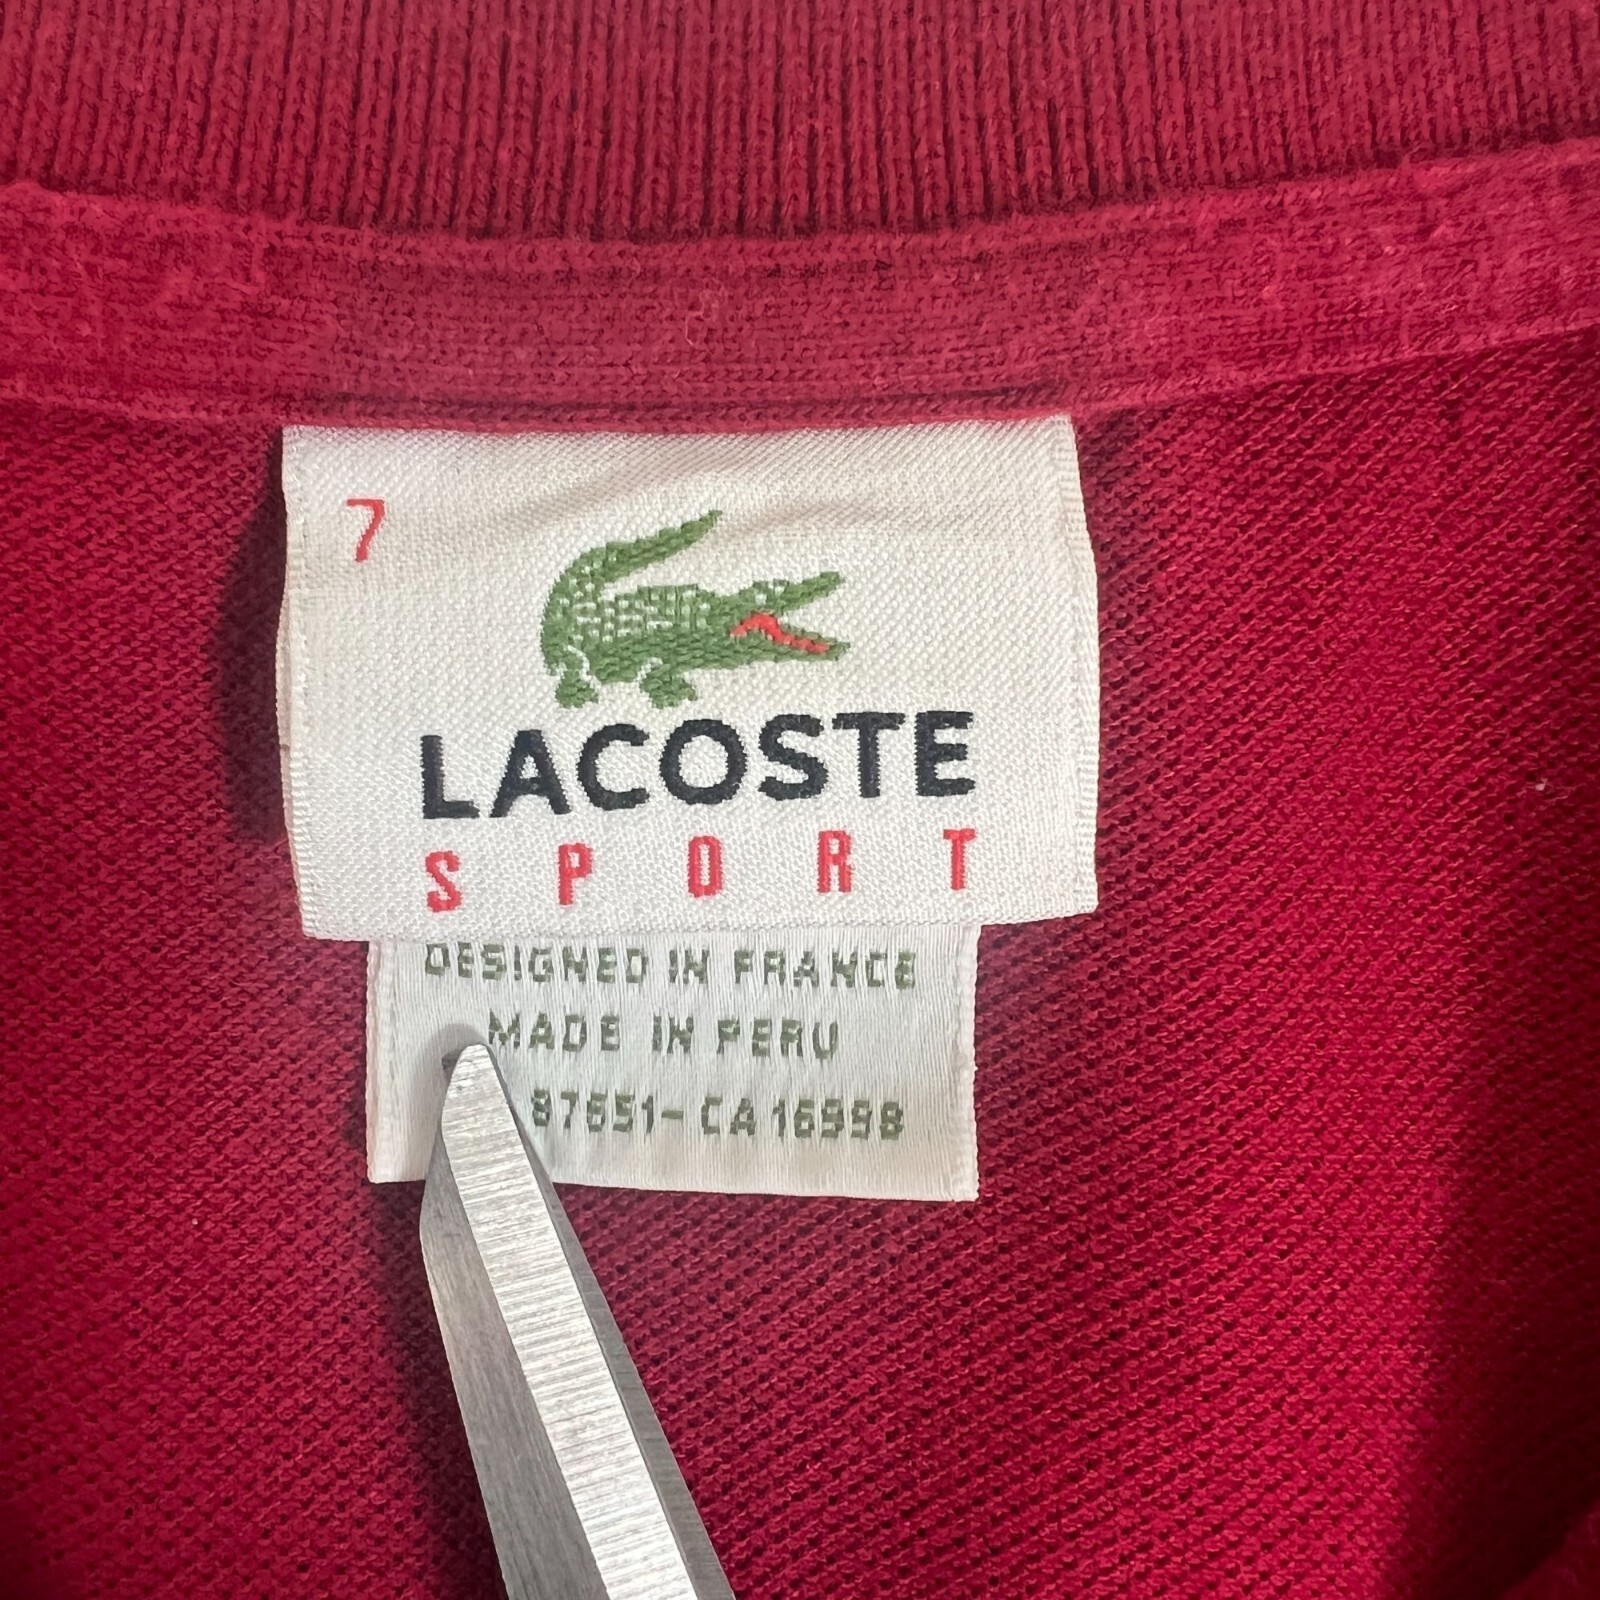 7
LACOSTE
SPORT
DESIGNED IN FRANCE
MADE IN PERU
87651-CA16998